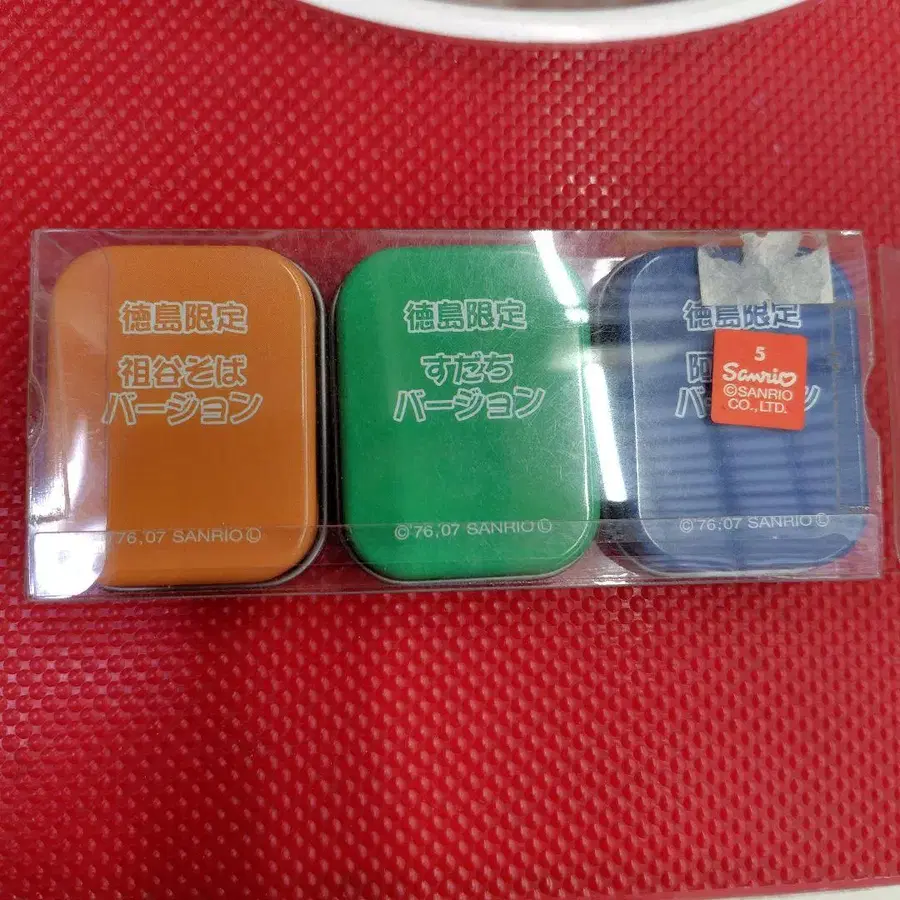 徳島限定
祖谷そば
バージョン
'76,'07 SANRIO Ⓛ
徳島限定
すだち
バージョン
©'76,'07 SANRIO Ⓛ
徳島限定
5
Sanrio
©SANRIO
CO.,LTD.
©'76,'07 SANRIO Ⓛ